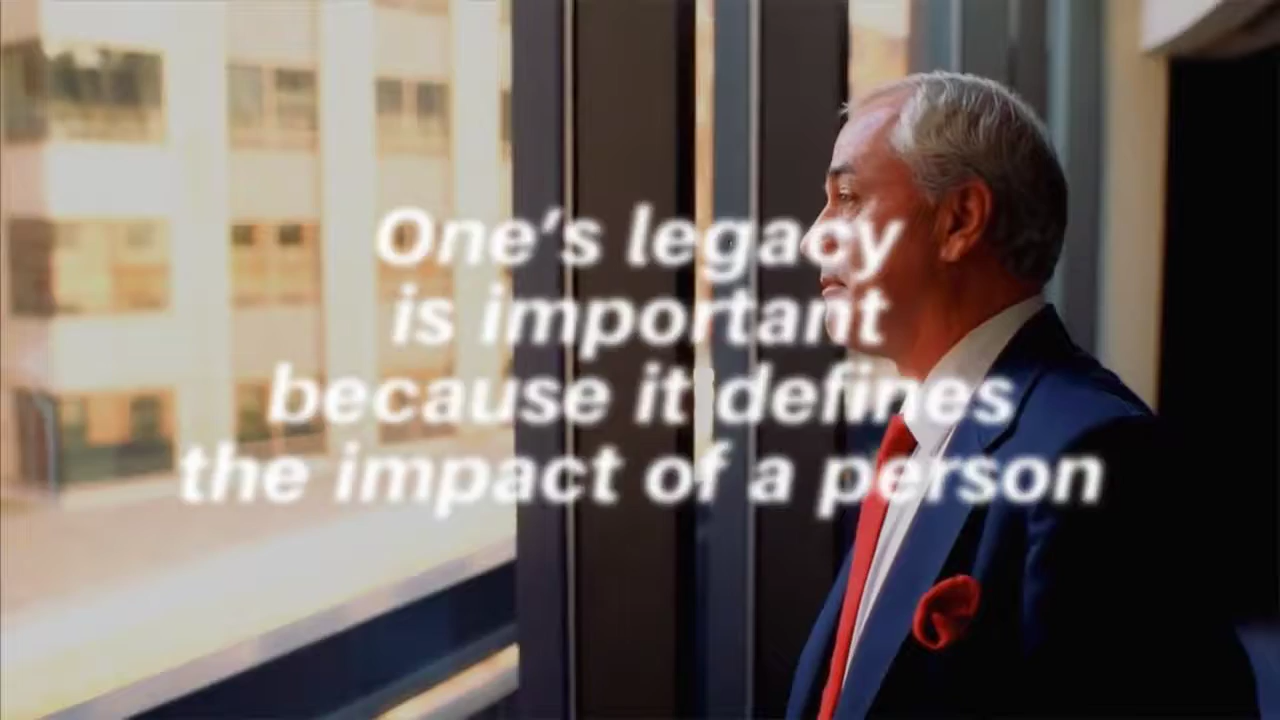 One's legacy
is important
because it defines
the impact of a person